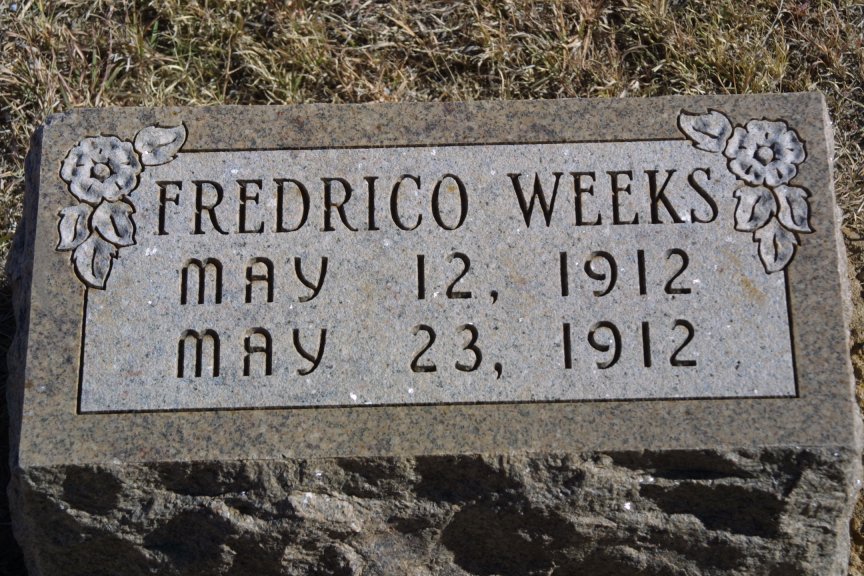 FREDRICO WEEKS
MAY 12, 1912
MAY 23, 1912